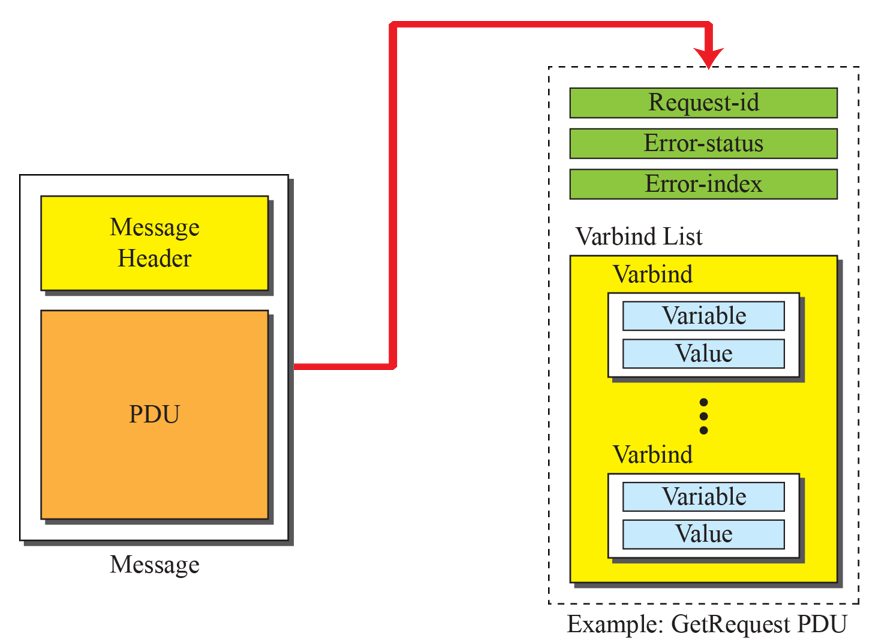 Message
Header
PDU
Message
Request-id
Error-status
Error-index
Varbind List
Varbind
Variable
Value
Varbind
Variable
Value
Example: GetRequest PDU